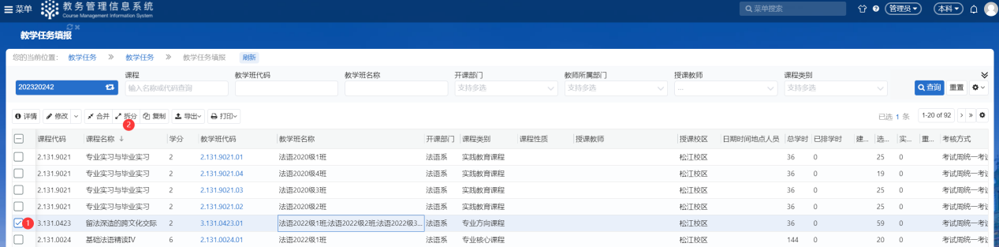 菜单 教务管理信息系统 菜单搜索 管理员 本科
Course Management Information System
教学任务填报
您的当前位置： 教学任务 教学任务 教学任务填报 刷新
课程 教学班代码 教学班名称 开课部门 教师所属部门 授课教师 课程类别
202320242 输入名称或代码查询 支持多选 支持多选 ... 支持多选 查询 重置
详情 修改 合并 拆分 复制 导出 打印 已选 1 条 1-20 of 92
2
课程代码 课程名称 ↓ 学分 教学班代码 教学班名称 开课部门 课程类别 课程性质 授课教师 授课校区 日期时间地点人员 总学时 已排学时 建... 选... 实... 重... 考核方式
2.131.9021 专业实习与毕业实习 2 2.131.9021.01 法语2020级1班 法语系 实践教育课程 松江校区 36 0 25 0 考试周统一考试
2.131.9021 专业实习与毕业实习 2 2.131.9021.04 法语2020级4班 法语系 实践教育课程 松江校区 36 0 19 0 考试周统一考试
2.131.9021 专业实习与毕业实习 2 2.131.9021.03 法语2020级3班 法语系 实践教育课程 松江校区 36 0 25 0 考试周统一考试
2.131.9021 专业实习与毕业实习 2 2.131.9021.02 法语2020级2班 法语系 实践教育课程 松江校区 36 0 25 0 考试周统一考试
1 3.131.0423 留法深造的跨文化交际 2 3.131.0423.01 法语2022级1班;法语2022级2班;法语2022级3... 法语系 专业方向课程 松江校区 36 0 59 0 考试周统一考试
2.131.0024 基础法语精读IV 6 2.131.0024.01 法语2022级1班 法语系 专业核心课程 松江校区 144 0 20 0 考试周统一考试